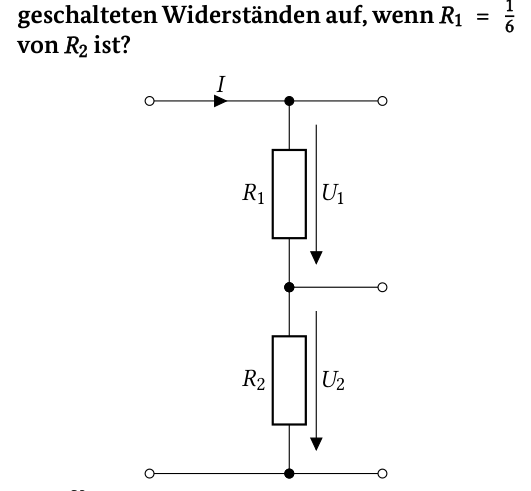 geschalteten Widerständen auf, wenn R₁ = 1/6
von R₂ ist?
I
R₁ U₁
R₂ U₂